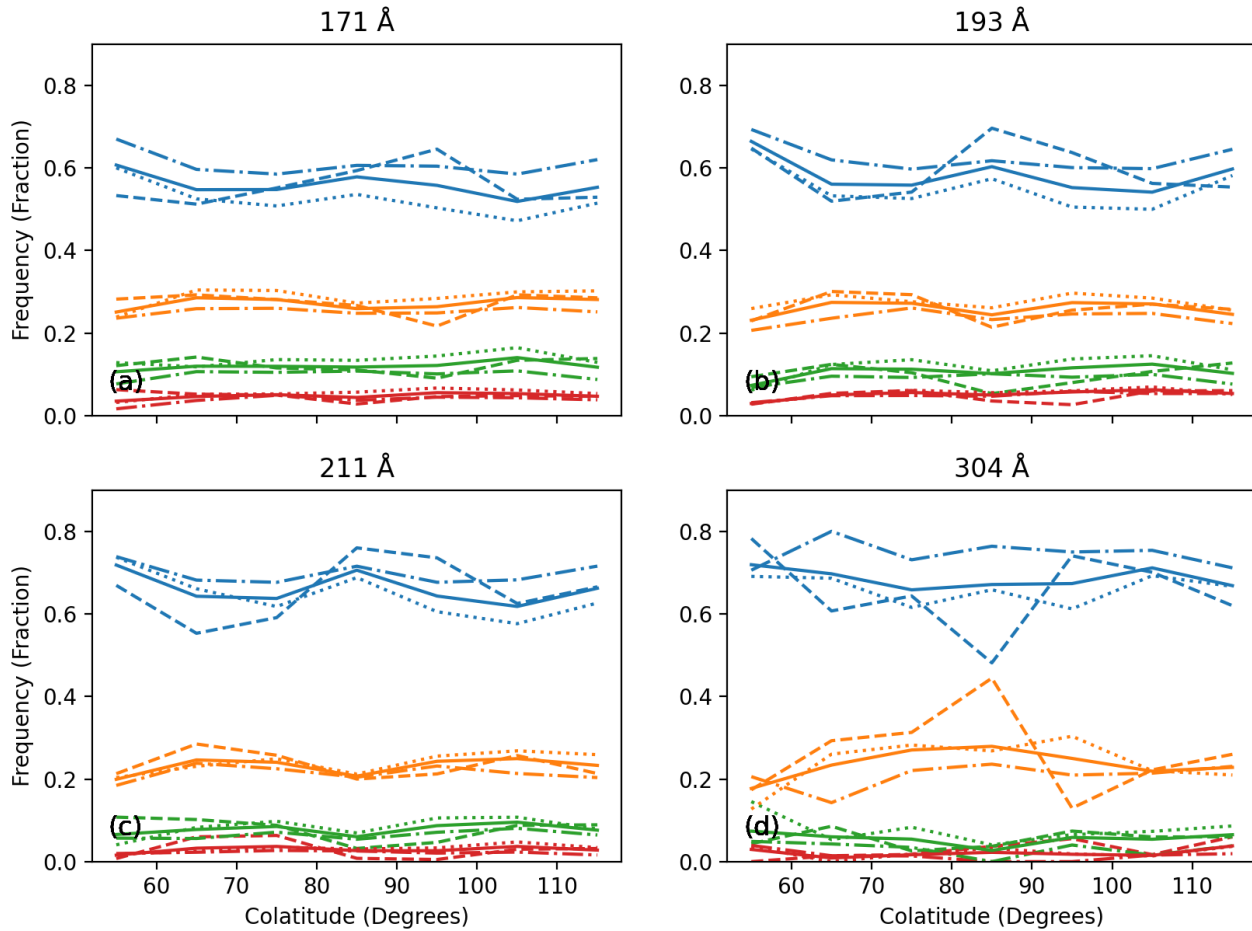 171 Å
193 Å
Frequency (Fraction)
0.8
0.6
0.4
0.2
0.0
(a)
0.8
0.6
0.4
0.2
0.0
(b)
211 Å
304 Å
Frequency (Fraction)
0.8
0.6
0.4
0.2
0.0
(c)
60 70 80 90 100 110
Colatitude (Degrees)
0.8
0.6
0.4
0.2
0.0
(d)
60 70 80 90 100 110
Colatitude (Degrees)